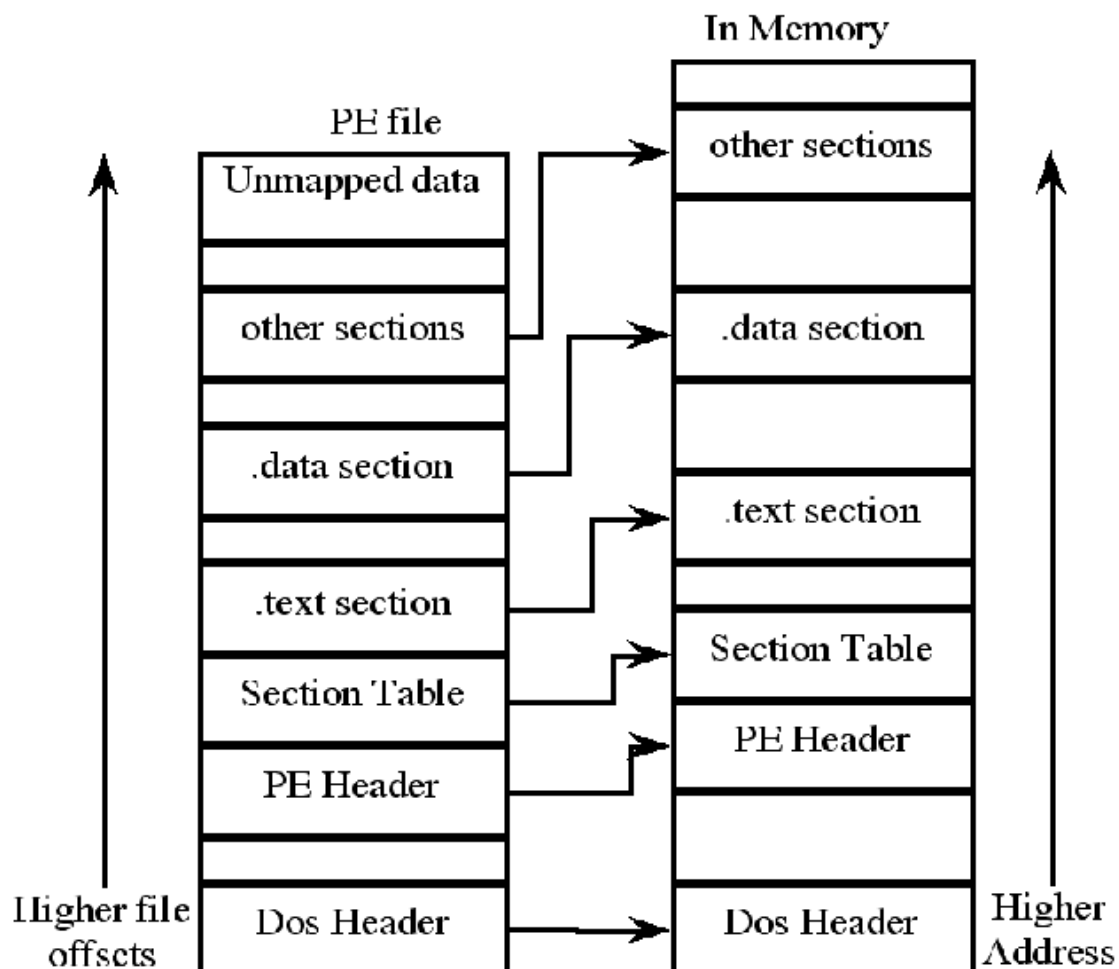 In Memory
PE file
Unmapped data
other sections
.data section
.text section
Section Table
PE Header
Dos Header
Higher file
offsets
other sections
.data section
.text section
Section Table
PE Header
Dos Header
Higher
Address